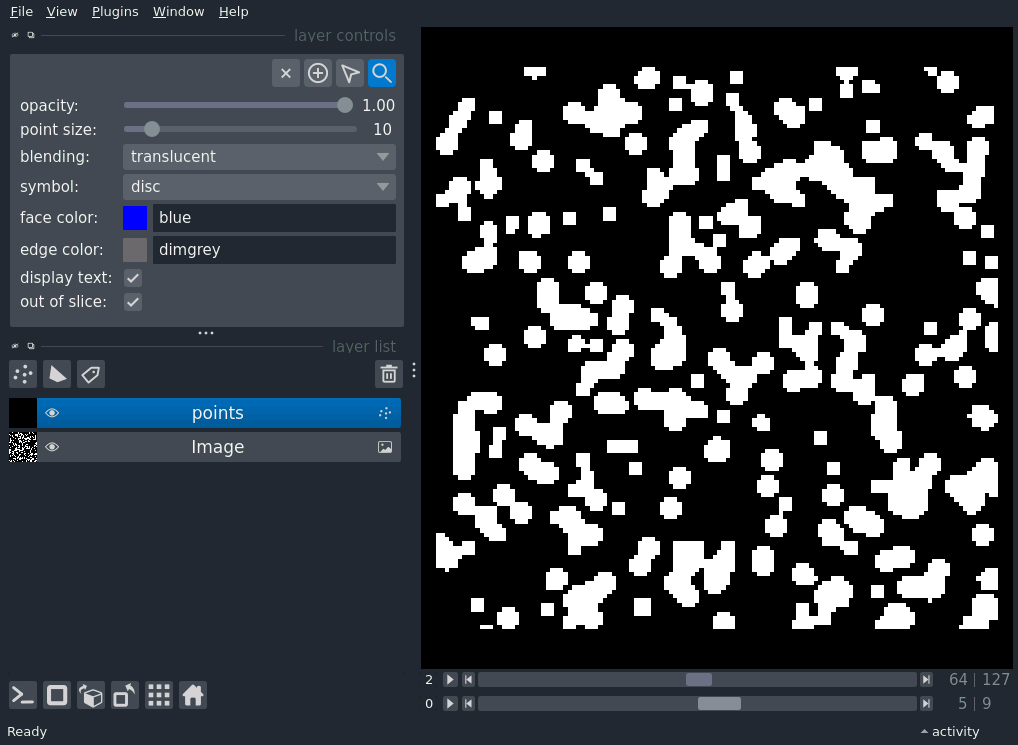 File View Plugins Window Help
layer controls
opacity: 1.00
point size: 10
blending: translucent
symbol: disc
face color: blue
edge color: dimgrey
display text:
out of slice:
layer list
points
Image
2 64 | 127
0 5 | 9
Ready activity